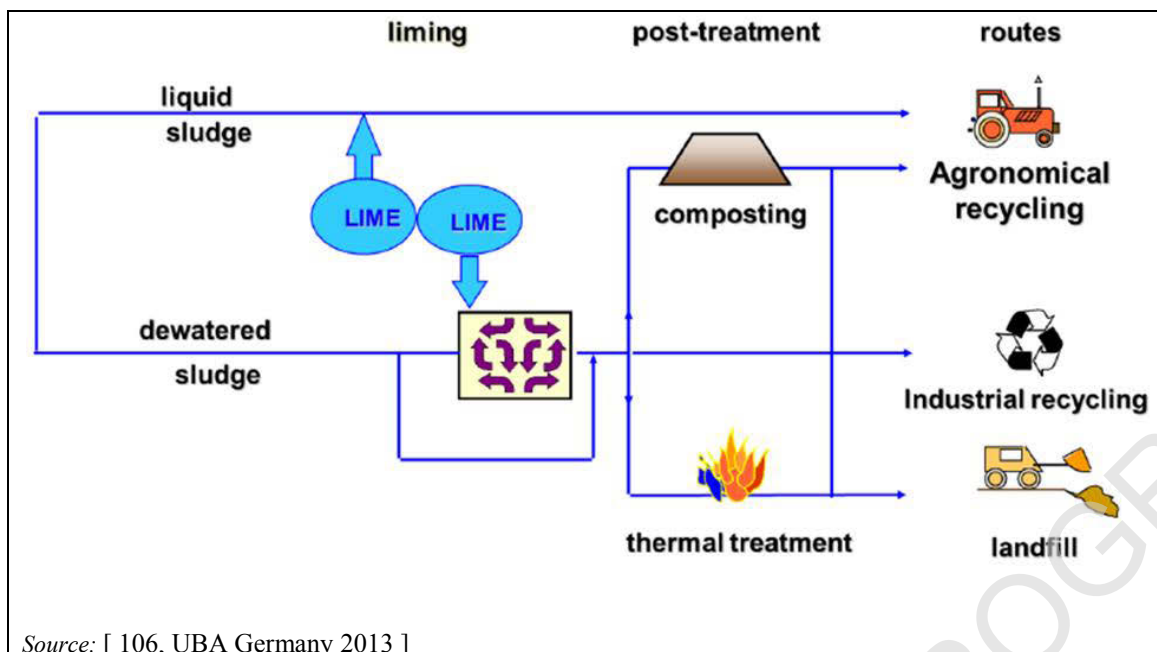 liming post-treatment routes
liquid
sludge
LIME
LIME
composting
Agronomical
recycling
dewatered
sludge
Industrial recycling
thermal treatment
landfill
Source: [ 106, UBA Germany 2013 ]